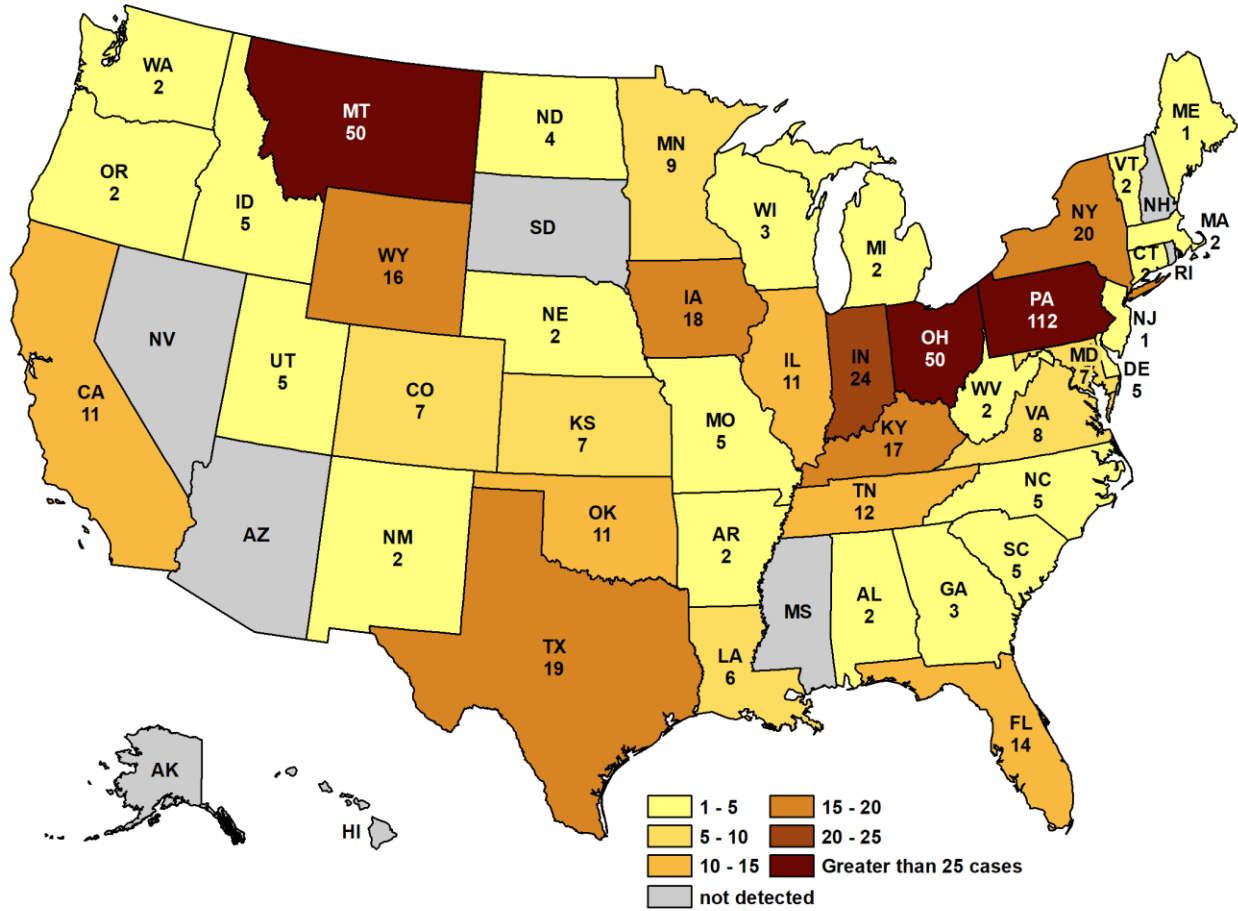 WA
2
MT
50
ND
4
MN
9
ME
1
VT
2
NH
OR
2
ID
5
SD
WI
3
MI
2
NY
20
MA
2
WY
16
CT
2
RI
IA
18
NE
2
PA
112
NJ
1
NV
UT
5
CO
7
IL
11
IN
24
OH
50
MD
7
DE
5
CA
11
KS
7
MO
5
WV
2
VA
8
KY
17
NC
5
TN
12
AZ
NM
2
OK
11
AR
2
SC
5
MS
AL
2
GA
3
TX
19
LA
6
FL
14
AK
HI
1 - 5
15 - 20
5 - 10
20 - 25
10 - 15
Greater than 25 cases
not detected